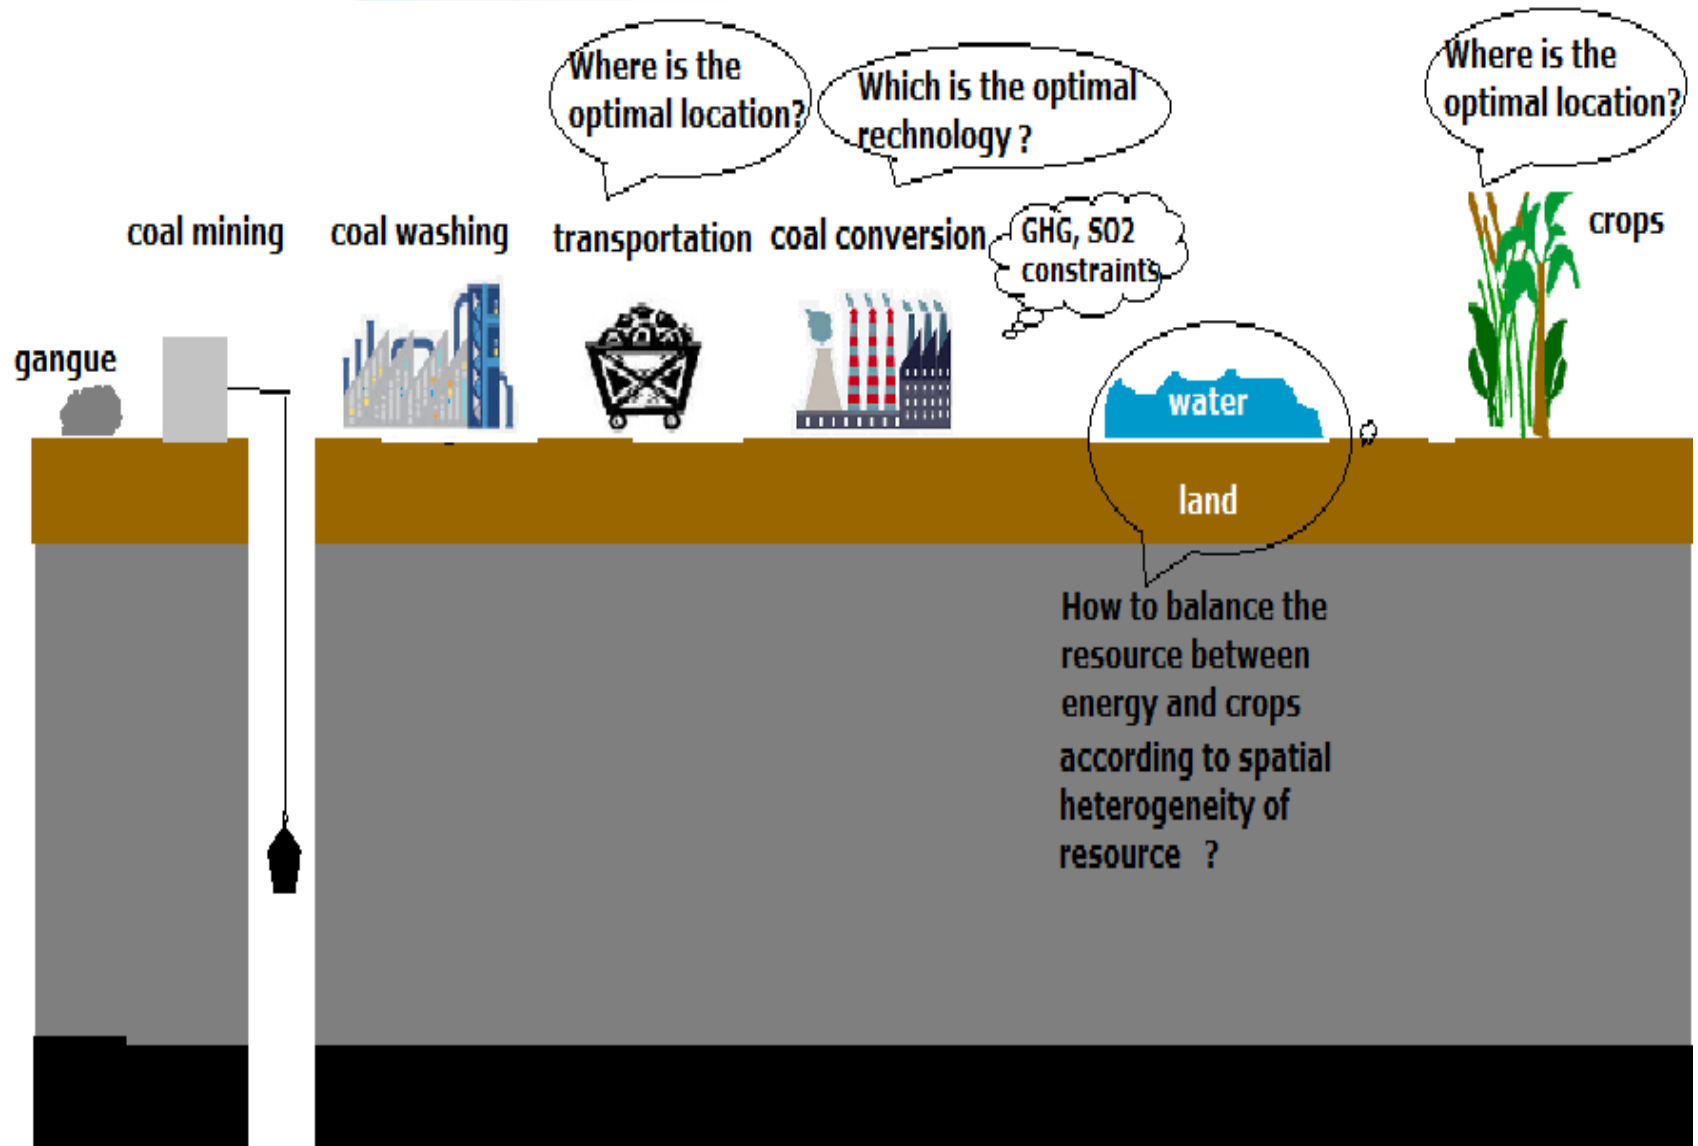 Where is the
optimal location?
Which is the optimal
rechnology ?
Where is the
optimal location?
coal mining
coal washing
transportation
coal conversion
GHG, SO2
constraints
crops
gangue
water
land
How to balance the
resource between
energy and crops
according to spatial
heterogeneity of
resource ?